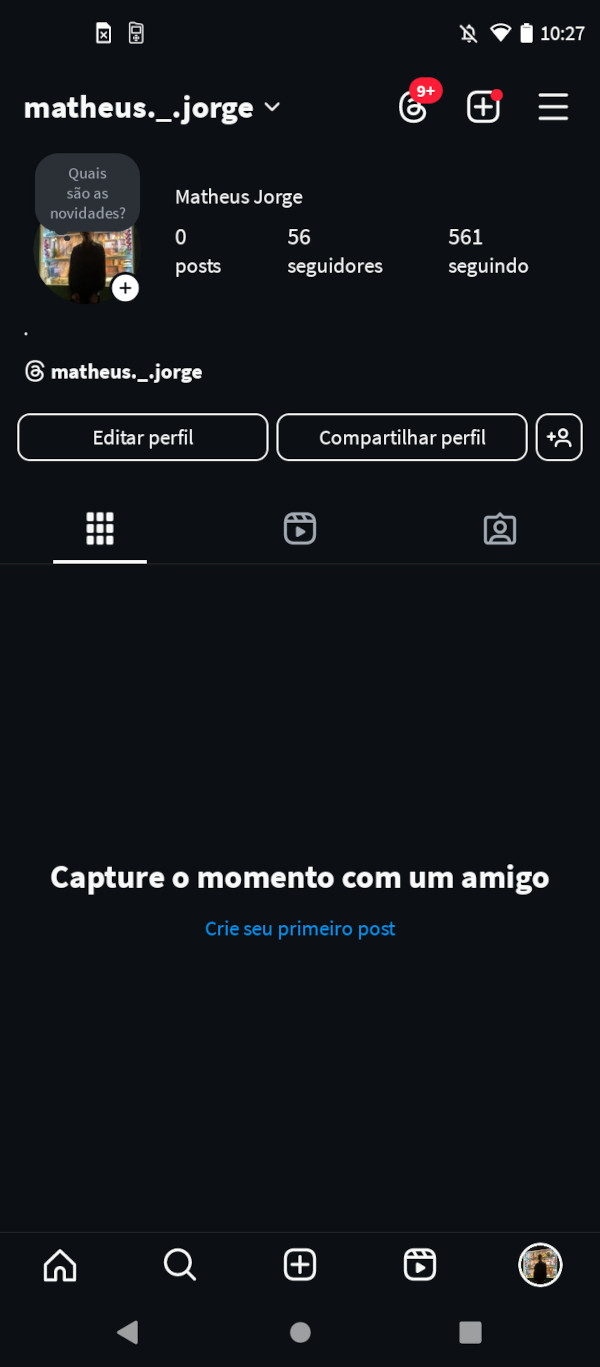 10:27
matheus._.jorge
9+
Quais
são as
novidades?
Matheus Jorge
0 56 561
posts seguidores seguindo
.
matheus._.jorge
Editar perfil Compartilhar perfil
Capture o momento com um amigo
Crie seu primeiro post